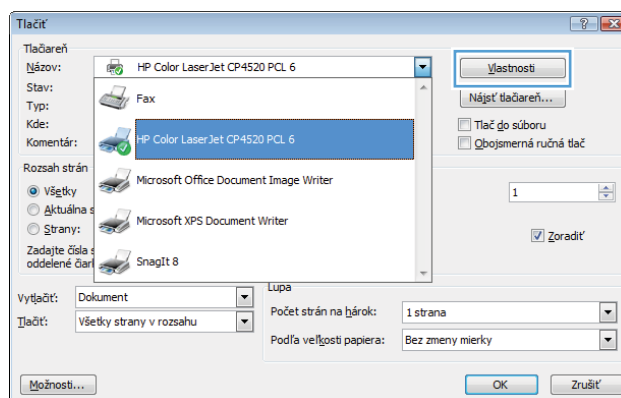 Tlačiť
Tlačiareň
Názov: HP Color LaserJet CP4520 PCL 6 Vlastnosti
Stav:
Fax Nájsť tlačiareň...
Typ:
Kde: HP Color LaserJet CP4520 PCL 6 Tlač do súboru
Komentár: Obojsmerná ručná tlač
Rozsah strán
Microsoft Office Document Image Writer
Všetky 1
Aktuálna s
Microsoft XPS Document Writer
Strany: Zoradiť
Zadajte čísla s
oddelené čiark
SnagIt 8
Lupa
Vytlačiť: Dokument
Počet strán na hárok: 1 strana
Tlačiť: Všetky strany v rozsahu
Podľa veľkosti papiera: Bez zmeny mierky
Možnosti... OK Zrušiť